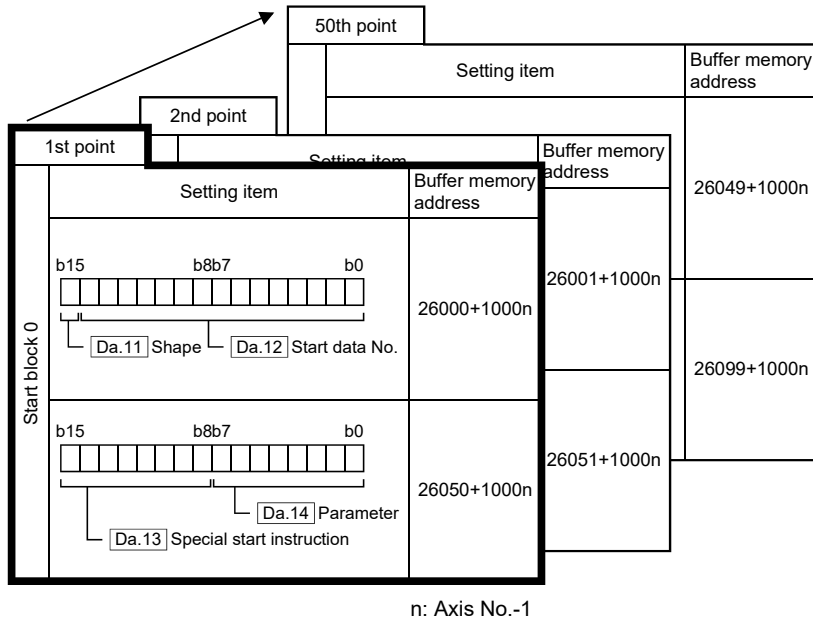 50th point
Setting item
Buffer memory
address
26049+1000n
26099+1000n
2nd point
Setting item
Buffer memory
address
26001+1000n
26051+1000n
1st point
Setting item
Buffer memory
address
Start block 0
b15 b8b7 b0
Da.11 Shape Da.12 Start data No.
26000+1000n
b15 b8b7 b0
Da.14 Parameter
Da.13 Special start instruction
26050+1000n
n: Axis No.-1